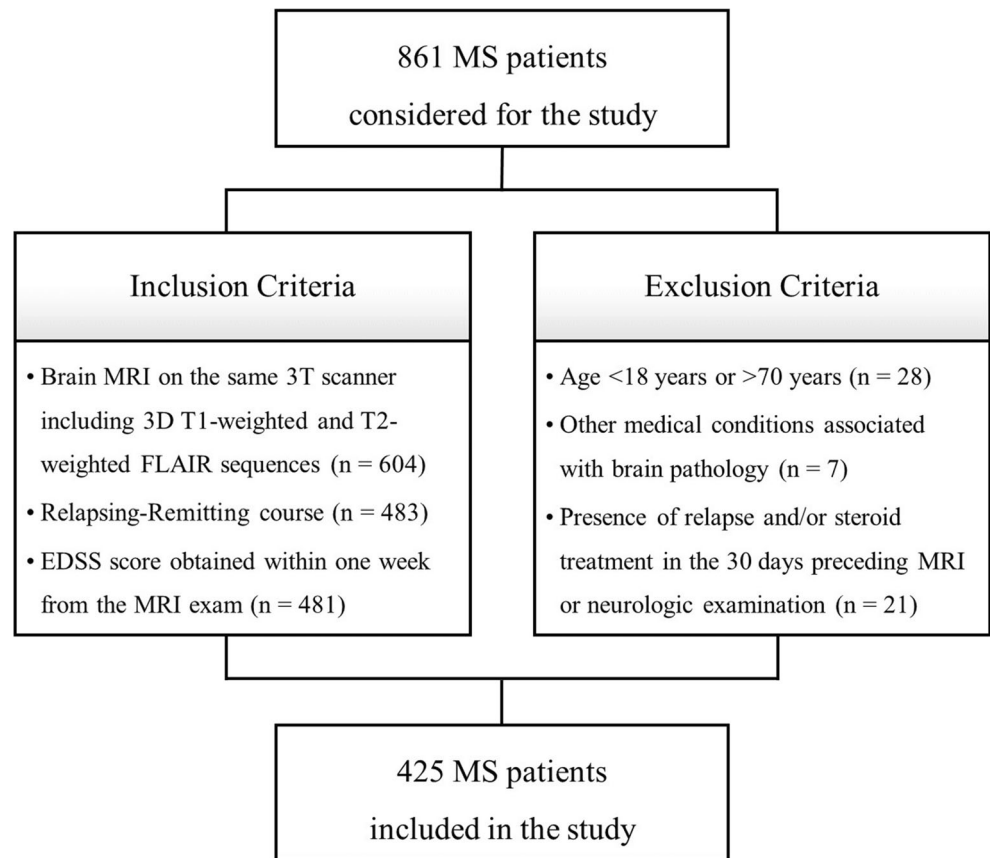 861 MS patients
considered for the study
Inclusion Criteria
• Brain MRI on the same 3T scanner
including 3D T1-weighted and T2-
weighted FLAIR sequences (n = 604)
• Relapsing-Remitting course (n = 483)
• EDSS score obtained within one week
from the MRI exam (n = 481)
Exclusion Criteria
• Age <18 years or >70 years (n = 28)
• Other medical conditions associated
with brain pathology (n = 7)
• Presence of relapse and/or steroid
treatment in the 30 days preceding MRI
or neurologic examination (n = 21)
425 MS patients
included in the study